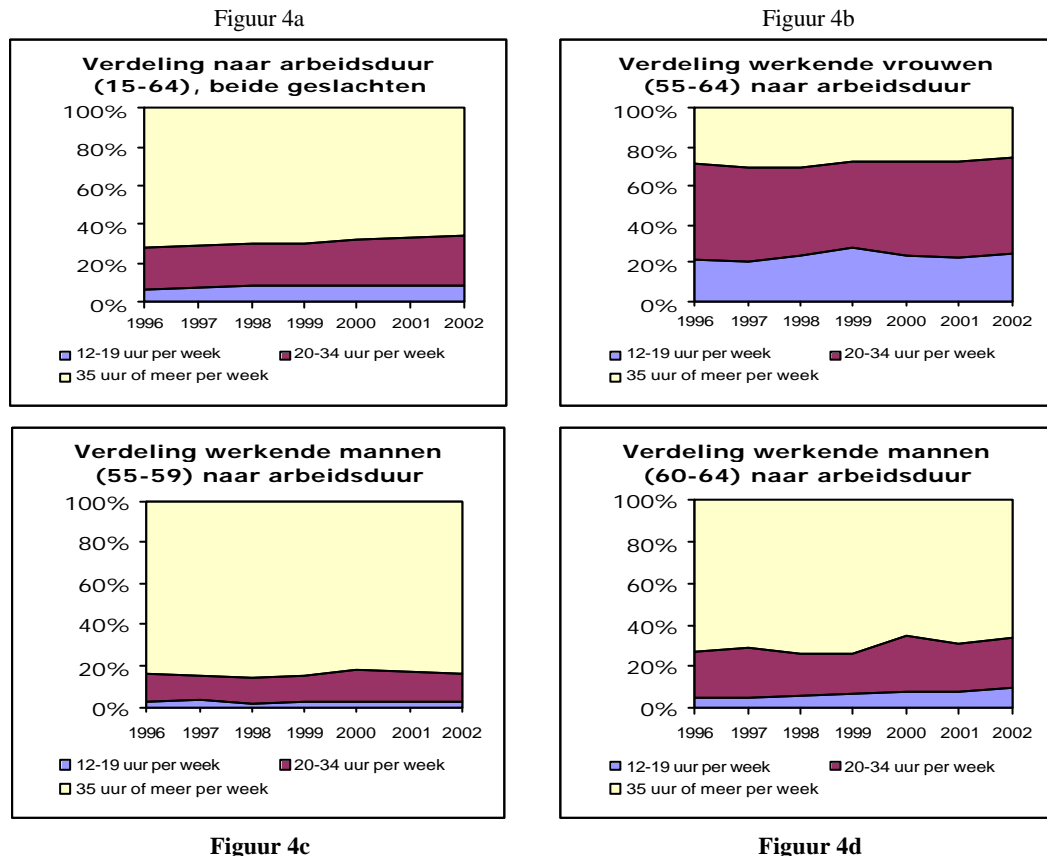 Figuur 4a
Verdeling naar arbeidsduur
(15-64), beide geslachten
100%
80%
60%
40%
20%
0%
1996 1997 1998 1999 2000 2001 2002
12-19 uur per week 20-34 uur per week
35 uur of meer per week
Figuur 4b
Verdeling werkende vrouwen
(55-64) naar arbeidsduur
100%
80%
60%
40%
20%
0%
1996 1997 1998 1999 2000 2001 2002
12-19 uur per week 20-34 uur per week
35 uur of meer per week
Verdeling werkende mannen
(55-59) naar arbeidsduur
100%
80%
60%
40%
20%
0%
1996 1997 1998 1999 2000 2001 2002
12-19 uur per week 20-34 uur per week
35 uur of meer per week
Figuur 4c
Verdeling werkende mannen
(60-64) naar arbeidsduur
100%
80%
60%
40%
20%
0%
1996 1997 1998 1999 2000 2001 2002
12-19 uur per week 20-34 uur per week
35 uur of meer per week
Figuur 4d